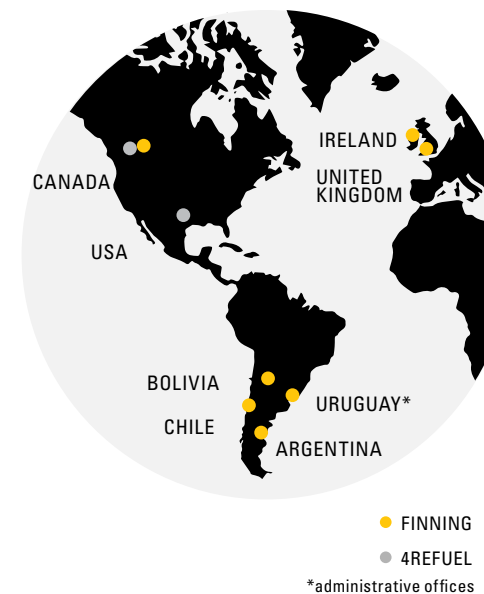 IRELAND
UNITED
KINGDOM
CANADA
USA
BOLIVIA
URUGUAY*
CHILE
ARGENTINA
FINNING
4REFUEL
*administrative offices